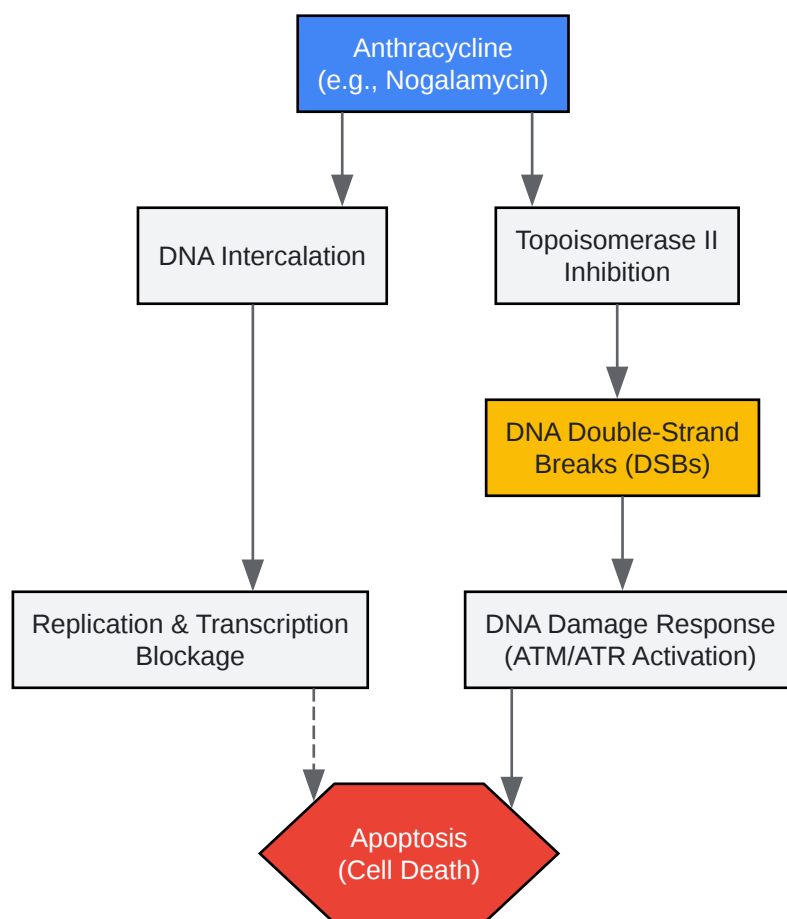 Anthracycline
(e.g., Nogalamycin)
DNA Intercalation
Topoisomerase II
Inhibition
DNA Double-Strand
Breaks (DSBs)
Replication & Transcription
Blockage
DNA Damage Response
(ATM/ATR Activation)
Apoptosis
(Cell Death)